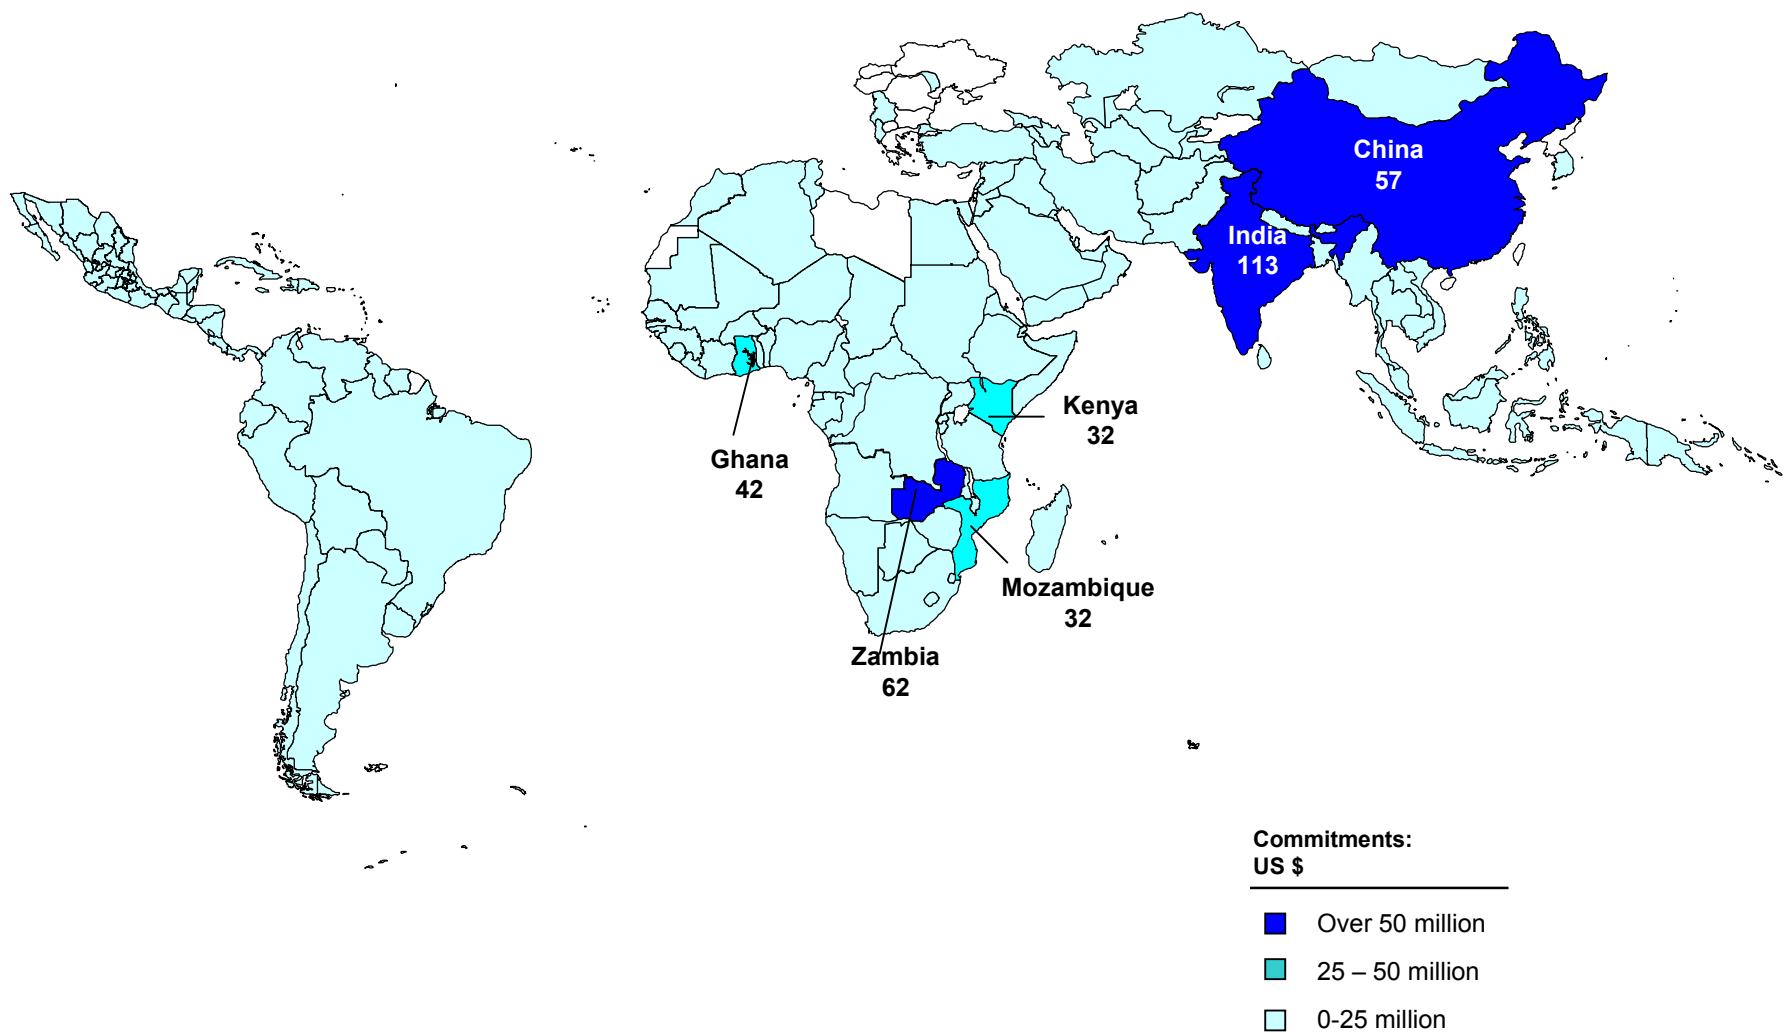 China
57
India
113
Kenya
32
Ghana
42
Mozambique
32
Zambia
62
Commitments:
US $
Over 50 million
25 – 50 million
0-25 million